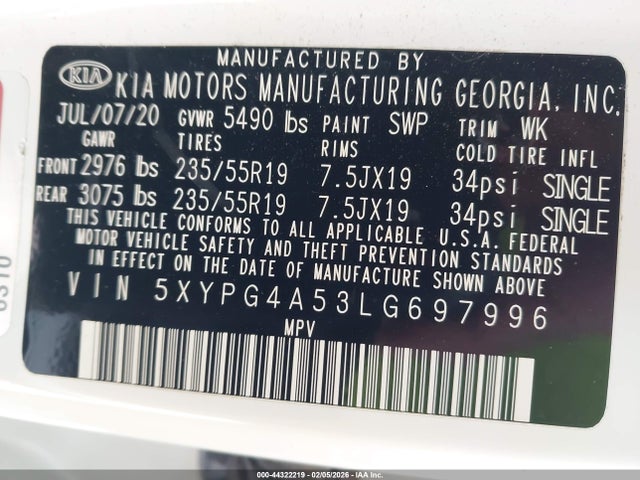 MANUFACTURED BY
KIA KIA MOTORS MANUFACTURING GEORGIA, INC.
JUL/07/20 GVWR 5490 lbs PAINT SWP TRIM WK
GAWR TIRES RIMS COLD TIRE INFL
FRONT 2976 lbs 235/55R19 7.5JX19 34psi SINGLE
REAR 3075 lbs 235/55R19 7.5JX19 34psi SINGLE
THIS VEHICLE CONFORMS TO ALL APPLICABLE U.S.A. FEDERAL
MOTOR VEHICLE SAFETY AND THEFT PREVENTION STANDARDS
IN EFFECT ON THE DATE OF MANUFACTURE SHOWN ABOVE
VIN 5XYPG4A53LG697996
MPV
000-44322219 - 02/05/2026 - IAAI Branches